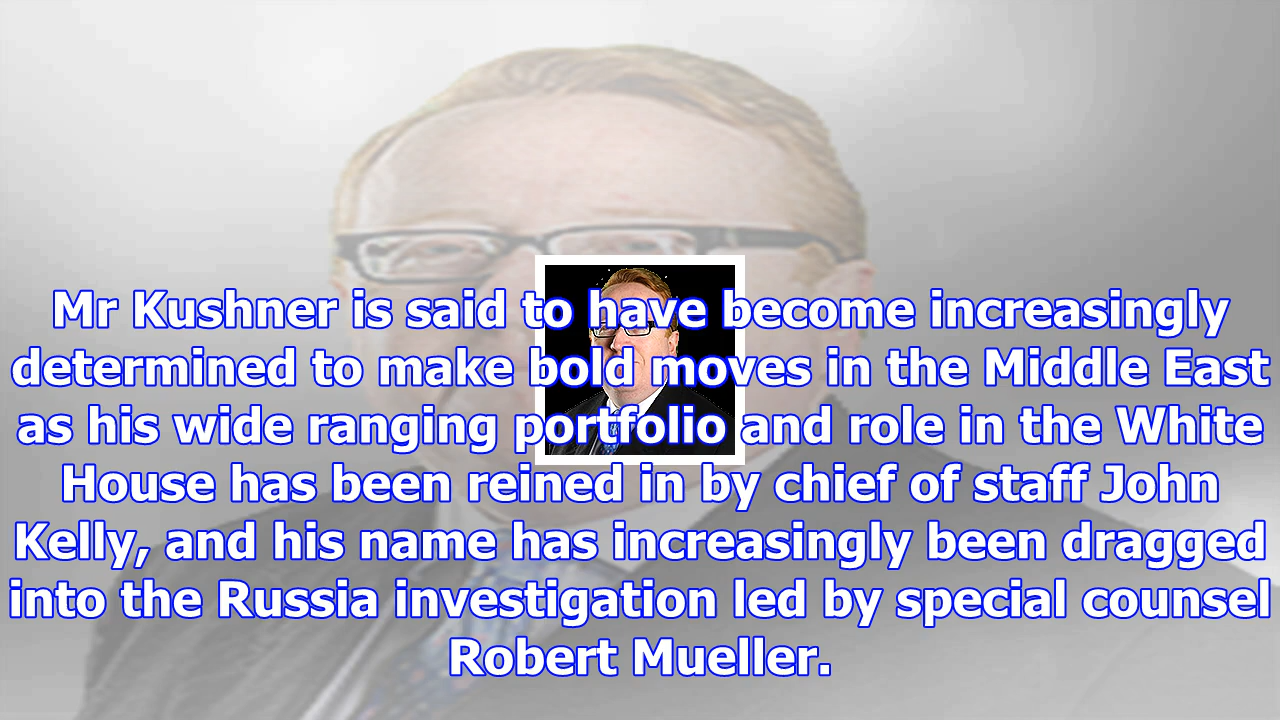 Mr Kushner is said to have become increasingly
determined to make bold moves in the Middle East
as his wide ranging portfolio and role in the White
House has been reined in by chief of staff John
Kelly, and his name has increasingly been dragged
into the Russia investigation led by special counsel
Robert Mueller.